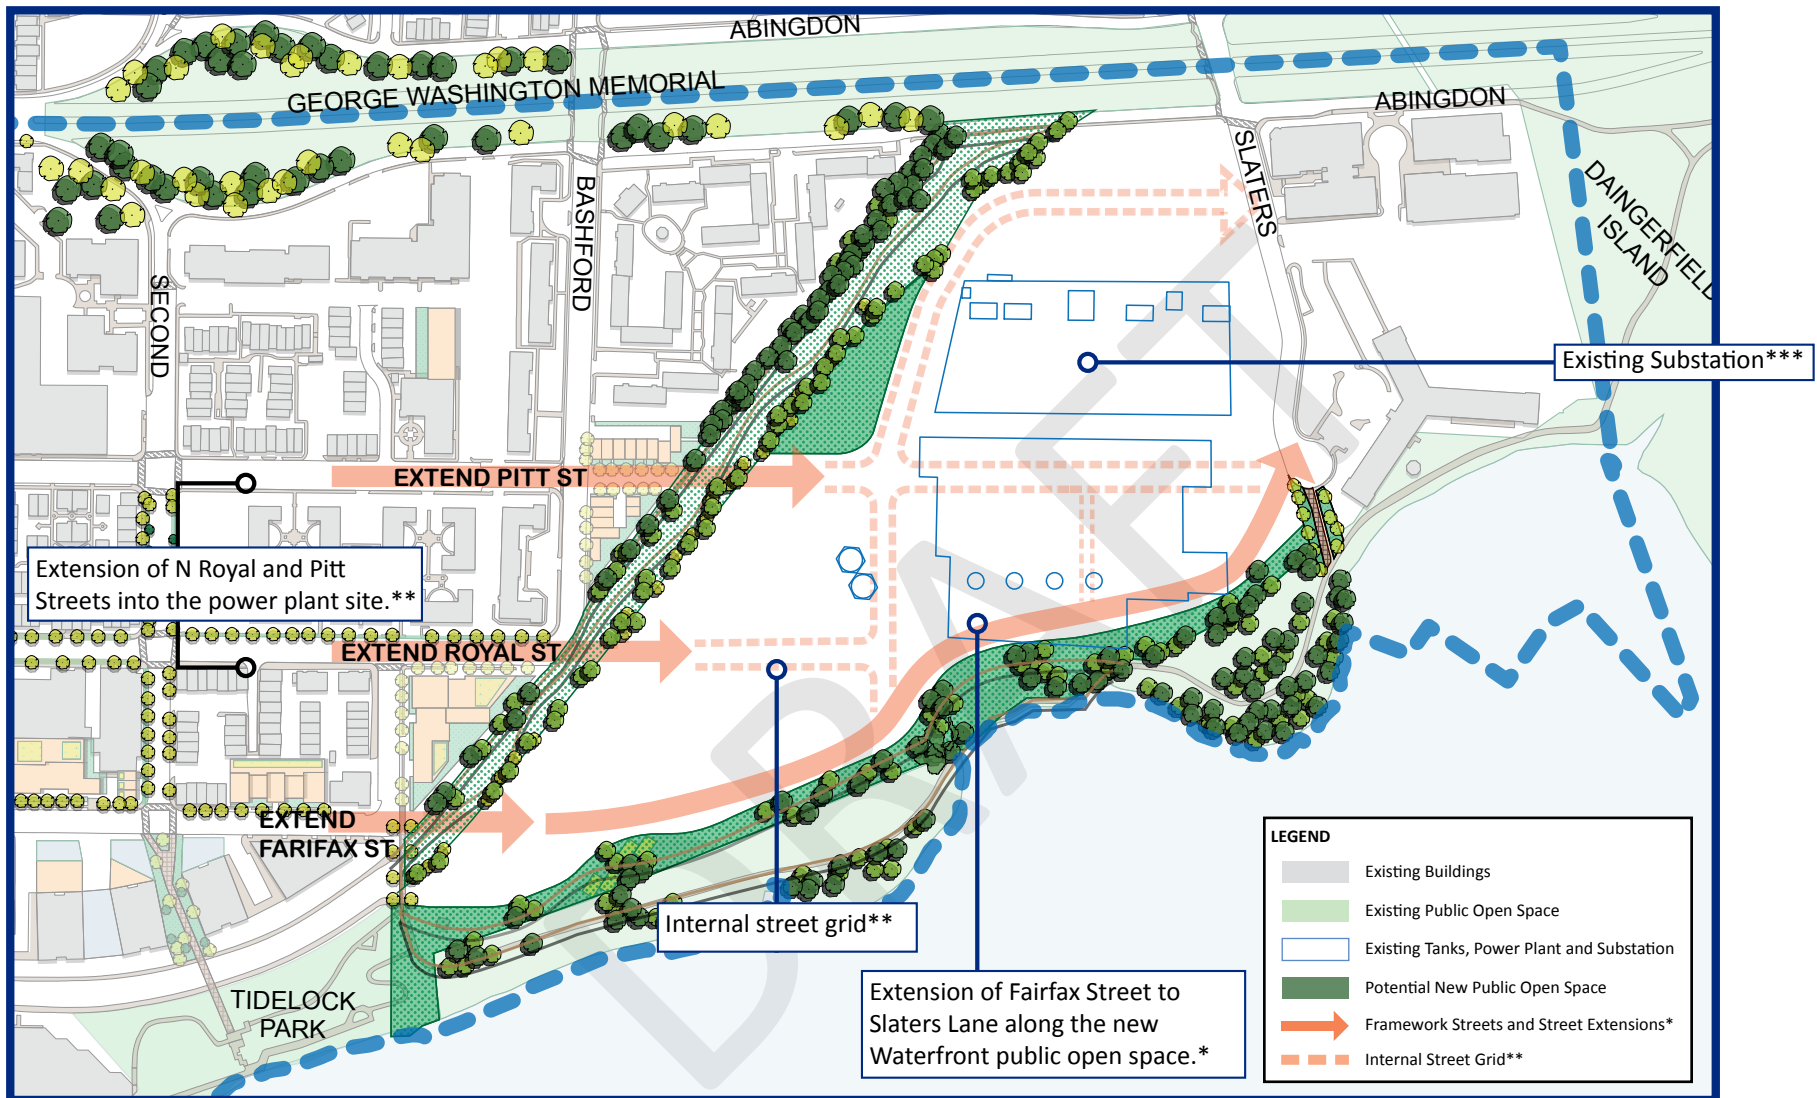 ABINGDON
GEORGE WASHINGTON MEMORIAL
ABINGDON
SLATERS
DAINGERFIELD
ISLAND
BASHFORD
SECOND
Existing Substation***
EXTEND PITT ST
Extension of N Royal and Pitt
Streets into the power plant site.**
EXTEND ROYAL ST
EXTEND
FARIFAX ST
Internal street grid**
Extension of Fairfax Street to
Slaters Lane along the new
Waterfront public open space.*
TIDELOCK
PARK
DRAFT
LEGEND
Existing Buildings
Existing Public Open Space
Existing Tanks, Power Plant and Substation
Potential New Public Open Space
Framework Streets and Street Extensions*
Internal Street Grid**